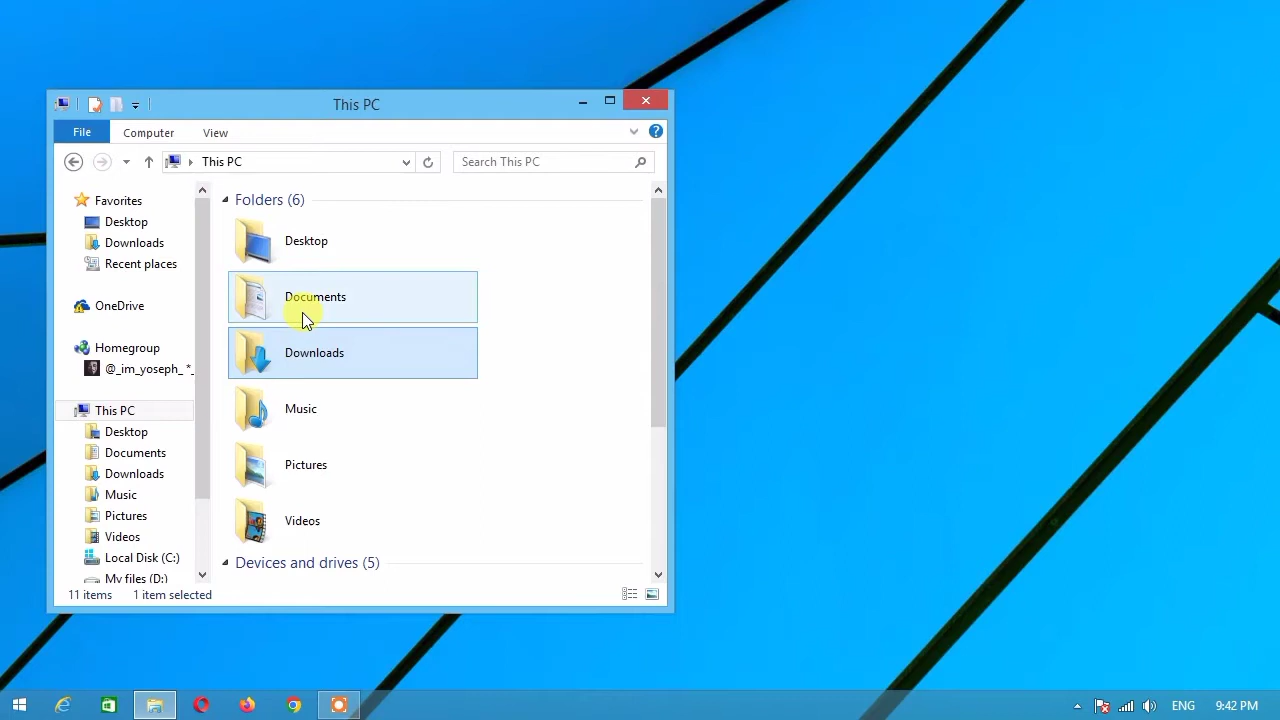 This PC
File Computer View
This PC
Search This PC
Favorites
Desktop
Downloads
Recent places
OneDrive
Homegroup
@_im_yoseph_ *_
This PC
Desktop
Documents
Downloads
Music
Pictures
Videos
Local Disk (C:)
My files (D:)
Folders (6)
Desktop
Documents
Downloads
Music
Pictures
Videos
Devices and drives (5)
11 items 1 item selected
ENG 9:42 PM